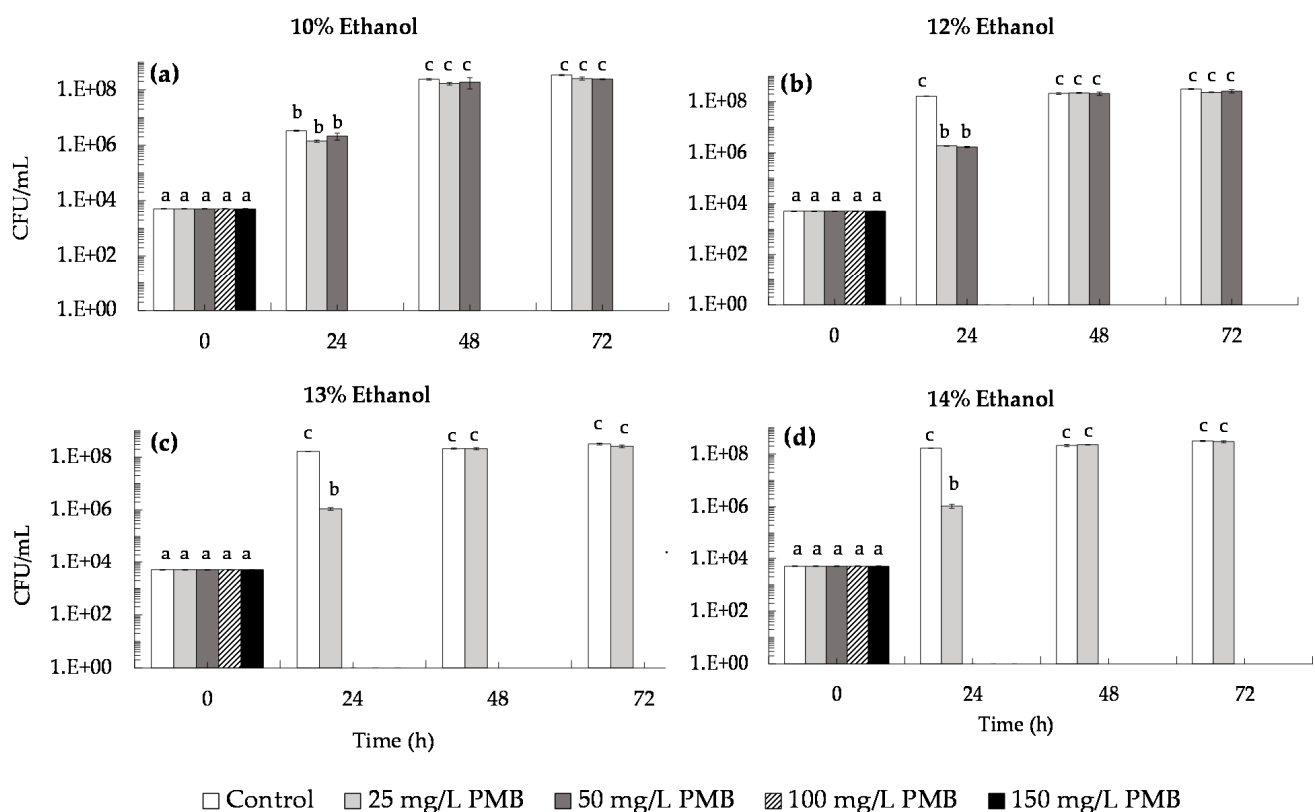 10% Ethanol
(a)
CFU/mL
1.E+08
1.E+06
1.E+04
1.E+02
1.E+00
a a a a a
b b b
c c c
c c c
0 24 48 72
12% Ethanol
(b)
1.E+08
1.E+06
1.E+04
1.E+02
1.E+00
a a a a a
c b b
c c c
c c c
0 24 48 72
13% Ethanol
(c)
CFU/mL
1.E+08
1.E+06
1.E+04
1.E+02
1.E+00
a a a a a
c b
c c
c c
0 24 48 72
Time (h)
14% Ethanol
(d)
1.E+08
1.E+06
1.E+04
1.E+02
1.E+00
a a a a a
c b
c c
c c
0 24 48 72
Time (h)
Control 25 mg/L PMB 50 mg/L PMB 100 mg/L PMB 150 mg/L PMB